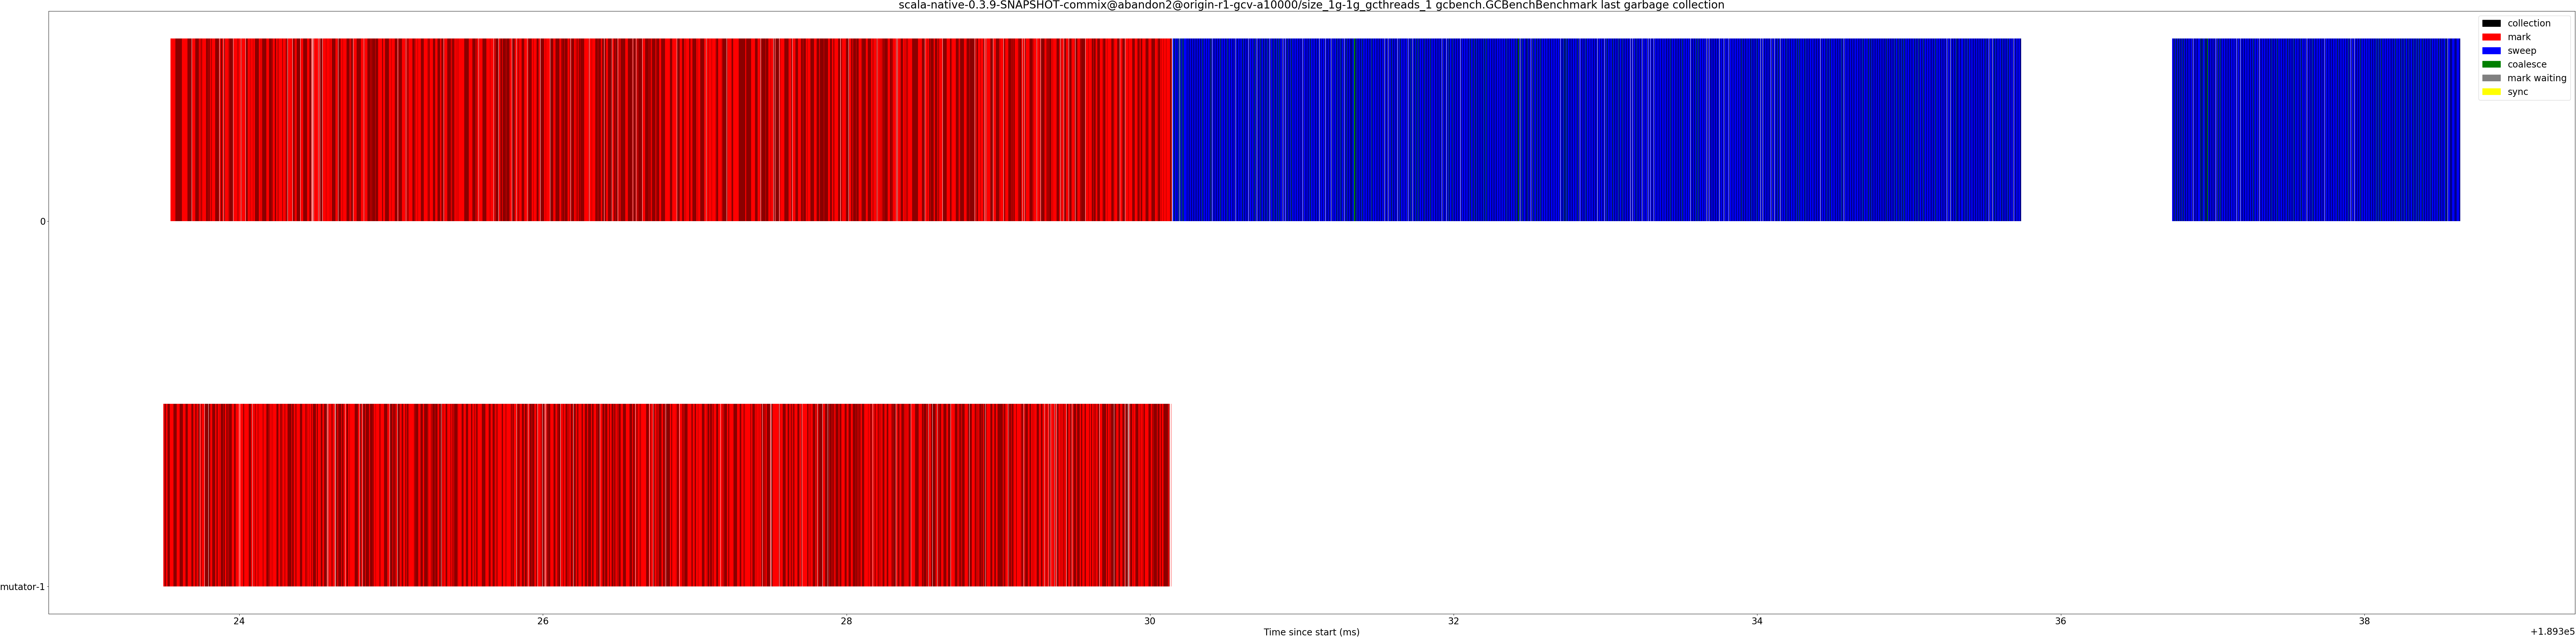 scala-native-0.3.9-SNAPSHOT-commix@abandon2@origin-r1-gcv-a10000/size_1g-1g_gcthreads_1 gcbench.GCBenchBenchmark last garbage collection
collection
mark
sweep
coalesce
mark waiting
sync
0
mutator-1
24 26 28 30 32 34 36 38
Time since start (ms)
+1.893e5